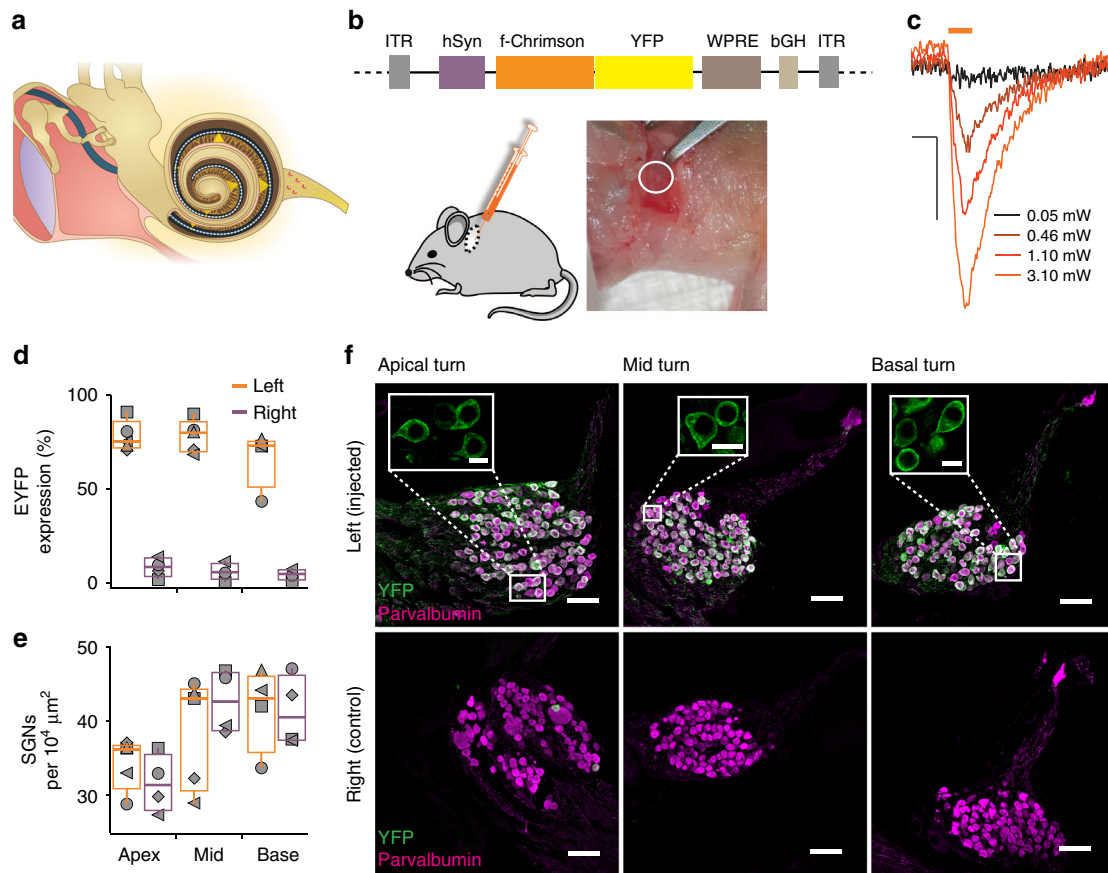 a
b
ITR hSyn f-Chrimson YFP WPRE bGH ITR
c
0.05 mW
0.46 mW
1.10 mW
3.10 mW
d
EYFP
expression (%)
100
50
0
Left
Right
e
SGNs
per 10⁴ µm²
50
40
30
Apex Mid Base
f
Apical turn Mid turn Basal turn
Left (injected)
YFP
Parvalbumin
Right (control)
YFP
Parvalbumin